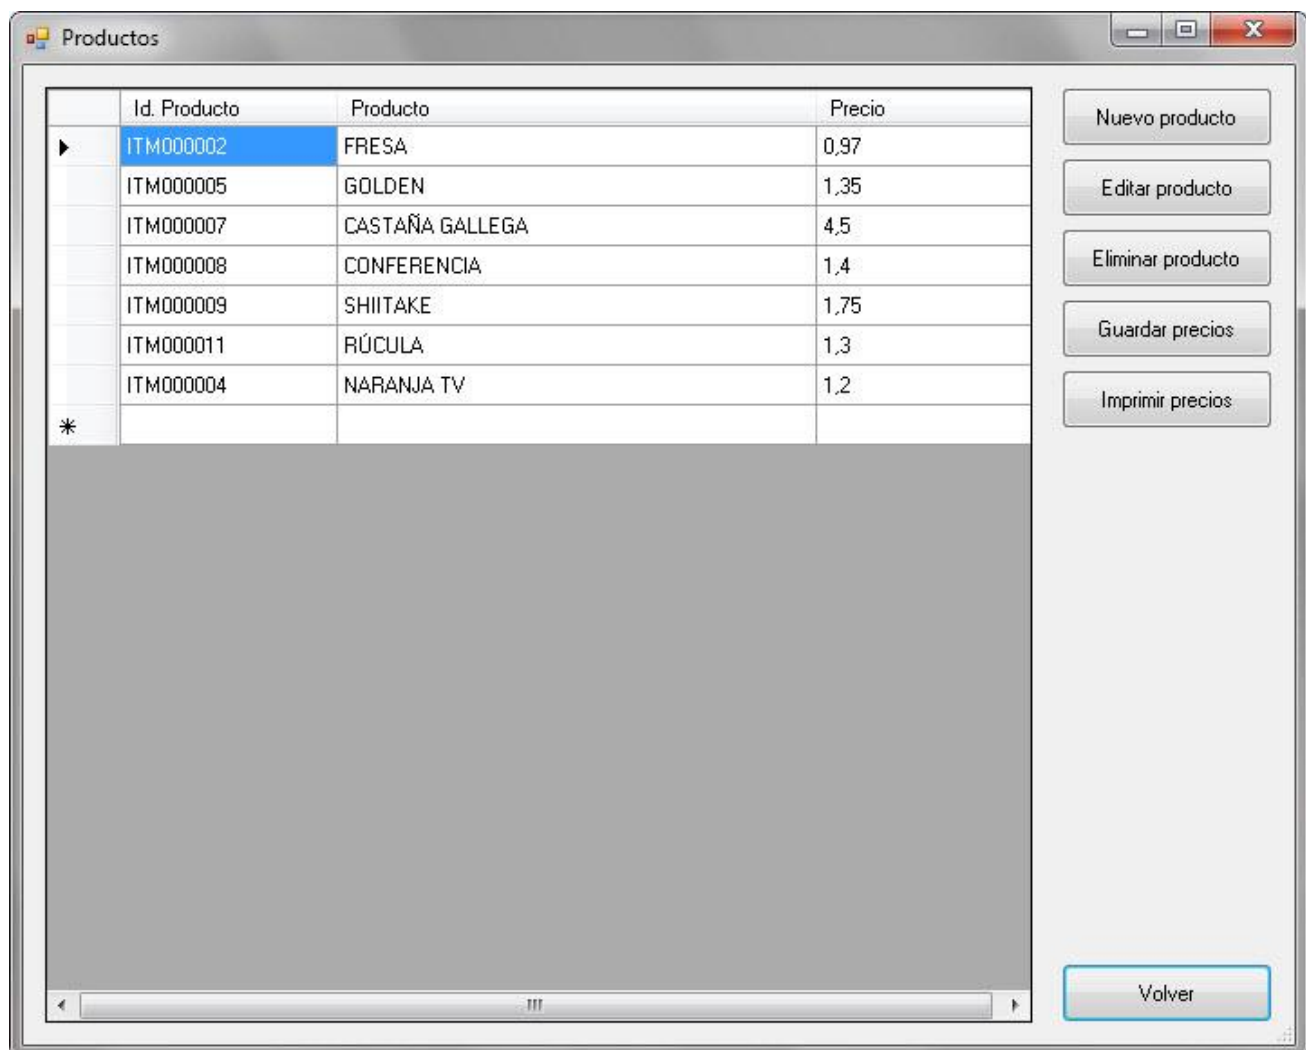 Productos
Id. Producto Producto Precio
ITM000002 FRESA 0,97
ITM000005 GOLDEN 1,35
ITM000007 CASTAÑA GALLEGA 4,5
ITM000008 CONFERENCIA 1,4
ITM000009 SHIITAKE 1,75
ITM000011 RÚCULA 1,3
ITM000004 NARANJA TV 1,2
Nuevo producto
Editar producto
Eliminar producto
Guardar precios
Imprimir precios
Volver